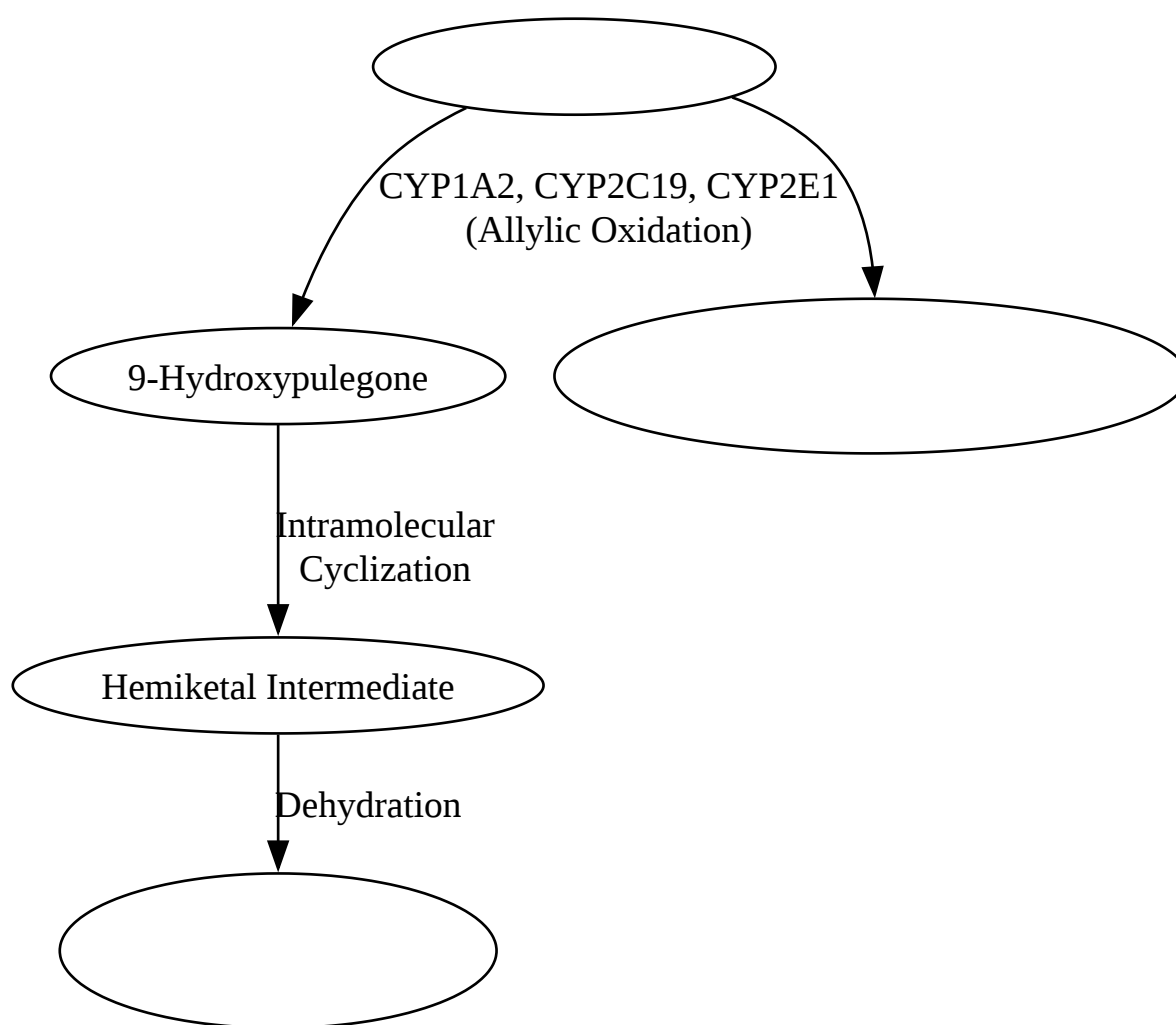 CYP1A2, CYP2C19, CYP2E1
(Allylic Oxidation)
9-Hydroxypulegone
Intramolecular
Cyclization
Hemiketal Intermediate
Dehydration